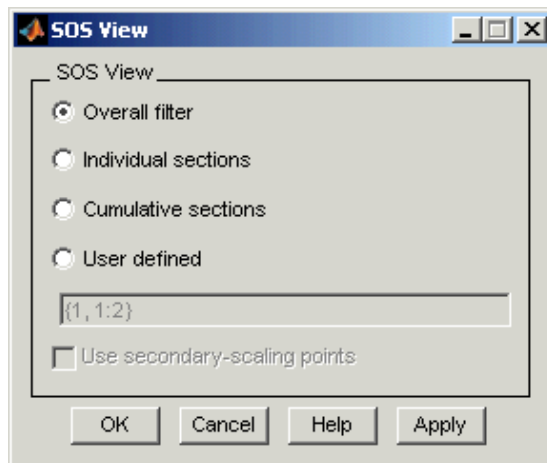 SOS View
SOS View
Overall filter
Individual sections
Cumulative sections
User defined
{1, 1:2}
Use secondary-scaling points
OK Cancel Help Apply